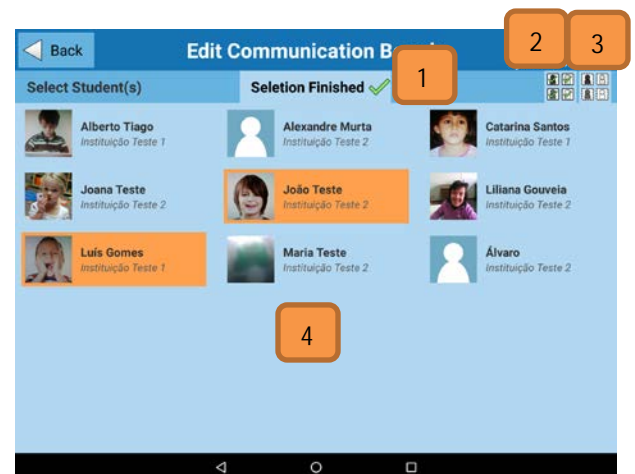 Back
Edit Communication B
2
3
1
Select Student(s)
Seletion Finished
Alberto Tiago
Instituição Teste 1
Alexandre Murta
Instituição Teste 2
Catarina Santos
Instituição Teste 1
Joana Teste
Instituição Teste 2
João Teste
Instituição Teste 2
Liliana Gouveia
Instituição Teste 2
Luís Gomes
Instituição Teste 1
Maria Teste
Instituição Teste 2
Álvaro
Instituição Teste 2
4